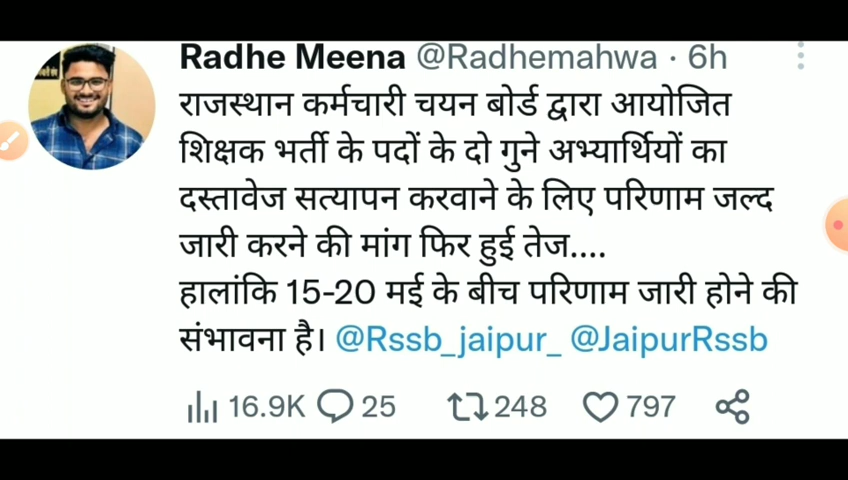 Radhe Meena @Radhemahwa · 6h
राजस्थान कर्मचारी चयन बोर्ड द्वारा आयोजित
शिक्षक भर्ती के पदों के दो गुने अभ्यार्थियों का
दस्तावेज सत्यापन करवाने के लिए परिणाम जल्द
जारी करने की मांग फिर हुई तेज....
हालांकि 15-20 मई के बीच परिणाम जारी होने की
संभावना है। @Rssb_jaipur_ @JaipurRssb
16.9K 25 248 797